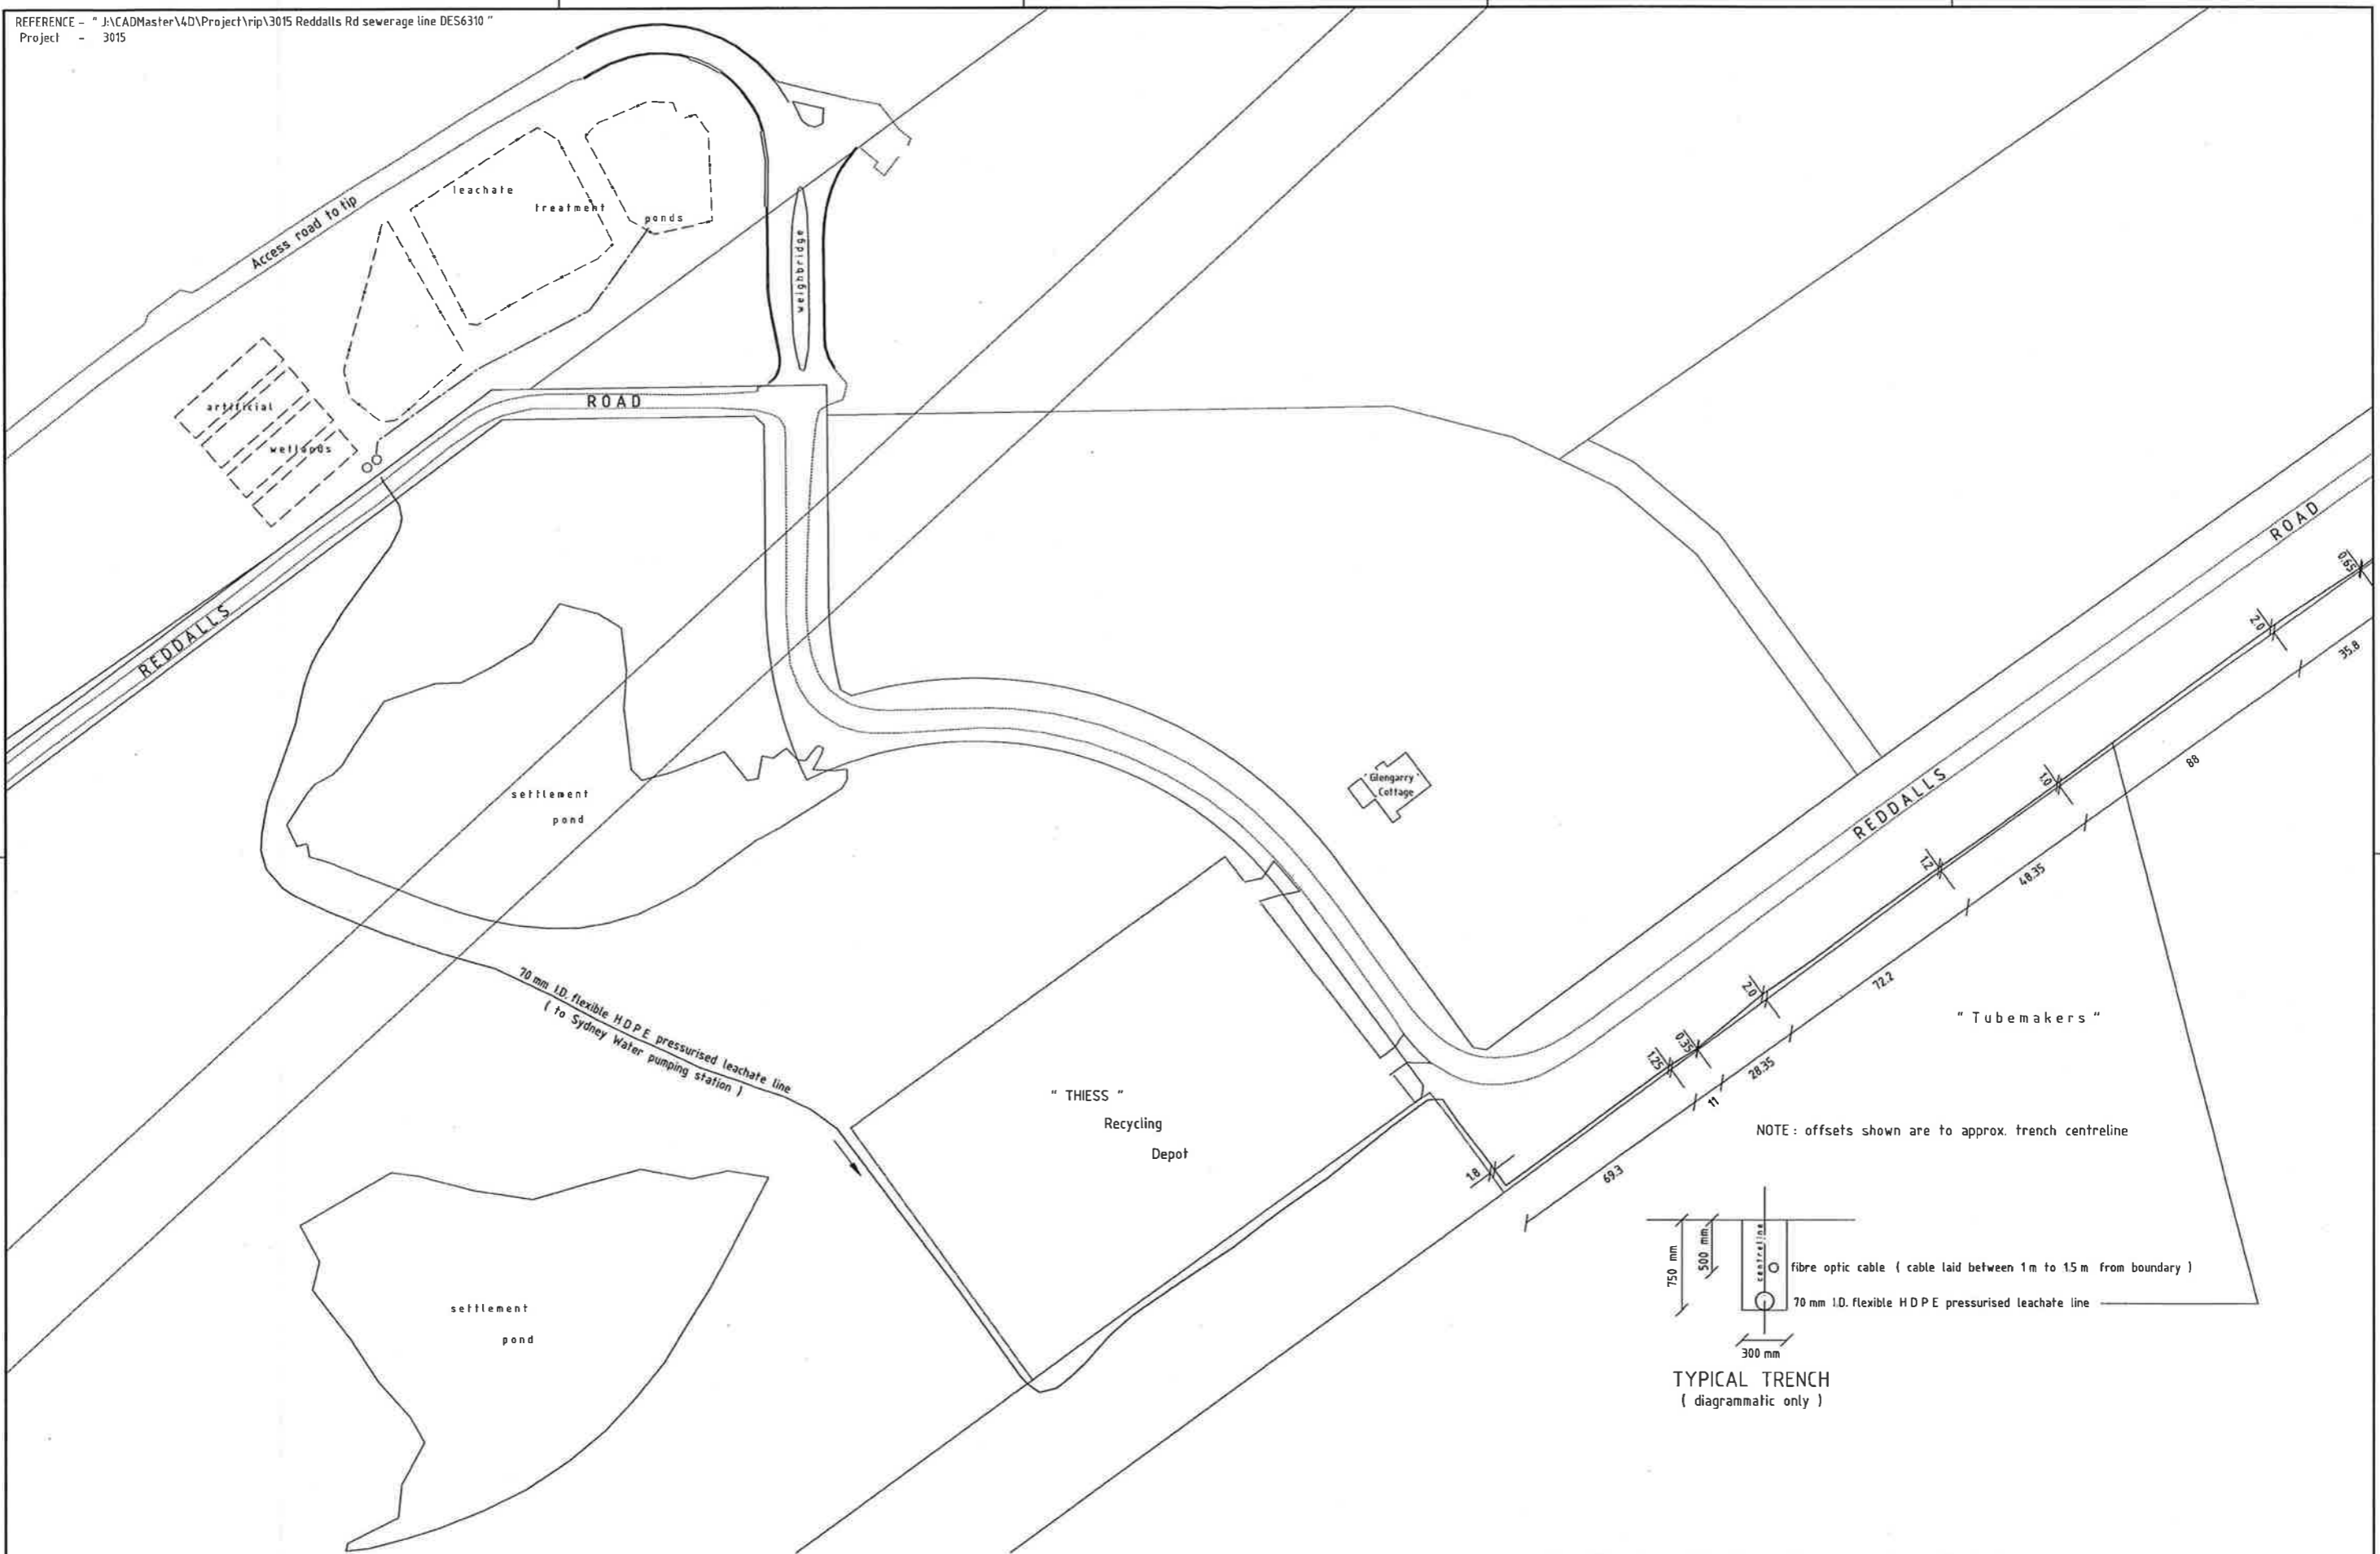 REFERENCE - " J:\CADMaster\4D\Project\rip\3015 Reddalls Rd sewerage line DES6310 "
Project - 3015
Access road to tip
leachate
treatment
ponds
weighbridge
artificial
wetlands
ROAD
REDDALLS
settlement
pond
" Glengarry "
Cottage
REDDALLS
ROAD
0.65
2.0
35.8
1.0
88
1.2
48.35
2.0
72.2
0.35
1.25
28.35
11
1.8
69.3
70 mm I.D. flexible H D P E pressurised leachate line
( to Sydney Water pumping station )
" THIESS "
Recycling
Depot
" Tubemakers "
NOTE : offsets shown are to approx. trench centreline
settlement
pond
750 mm
500 mm
centreline
fibre optic cable ( cable laid between 1 m to 1.5 m from boundary )
70 mm I.D. flexible H D P E pressurised leachate line
300 mm
TYPICAL TRENCH
( diagrammatic only )